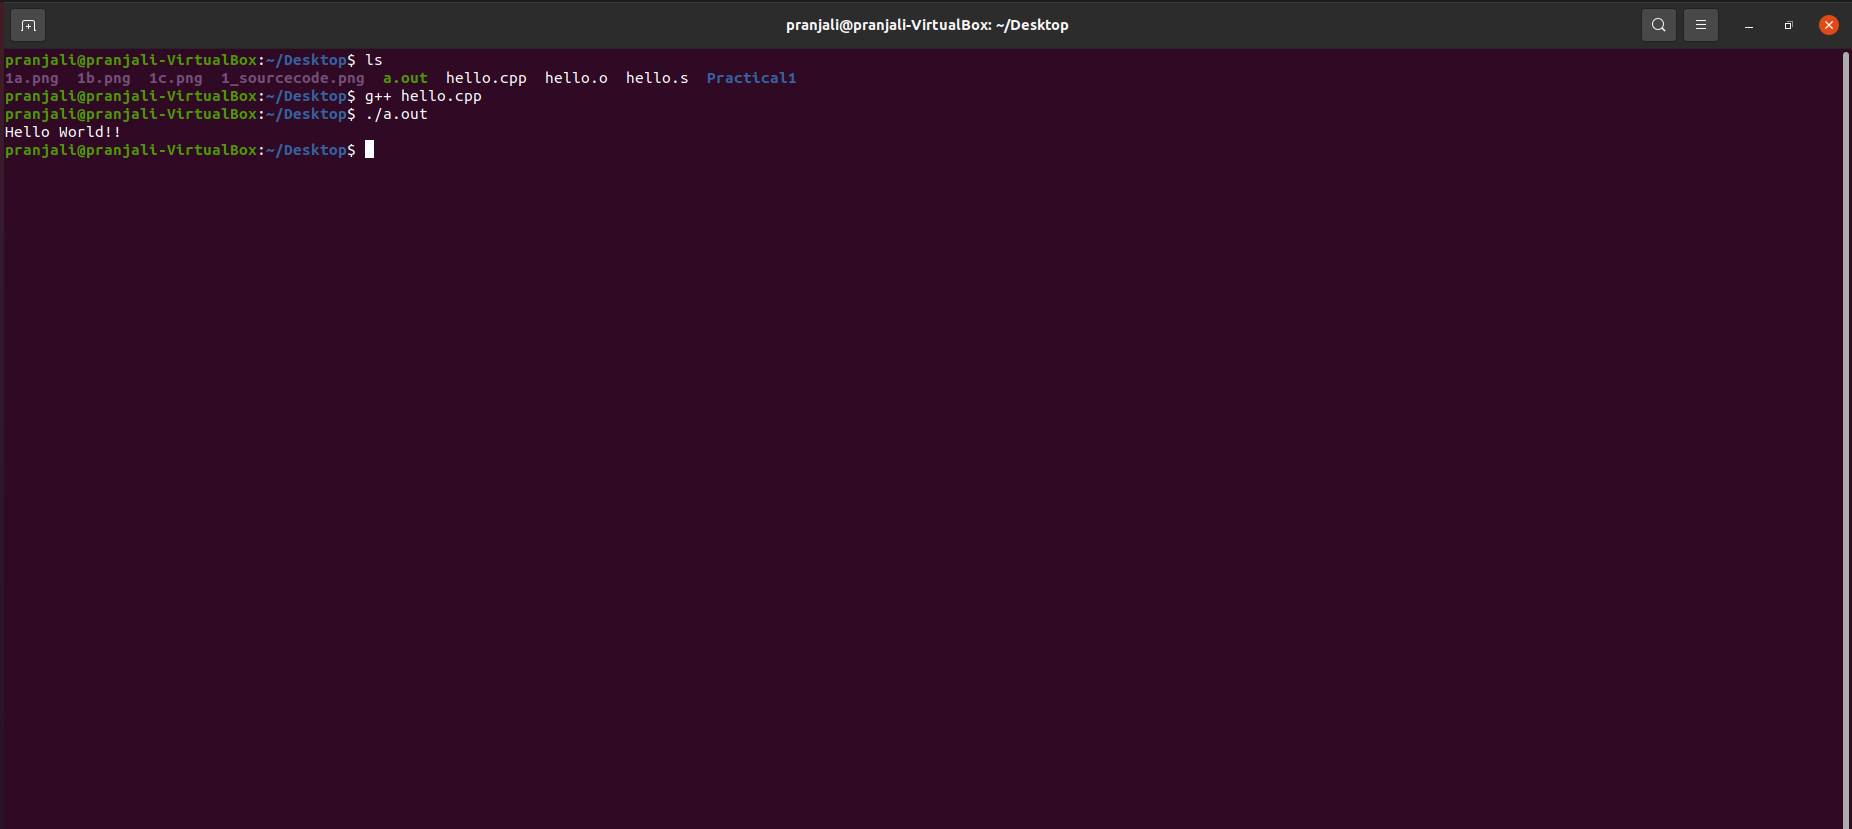 pranjali@pranjali-VirtualBox: ~/Desktop
pranjali@pranjali-VirtualBox:~/Desktop$ ls
1a.png  1b.png  1c.png  1_sourcecode.png  a.out  hello.cpp  hello.o  hello.s  Practical1
pranjali@pranjali-VirtualBox:~/Desktop$ g++ hello.cpp
pranjali@pranjali-VirtualBox:~/Desktop$ ./a.out
Hello World!!
pranjali@pranjali-VirtualBox:~/Desktop$